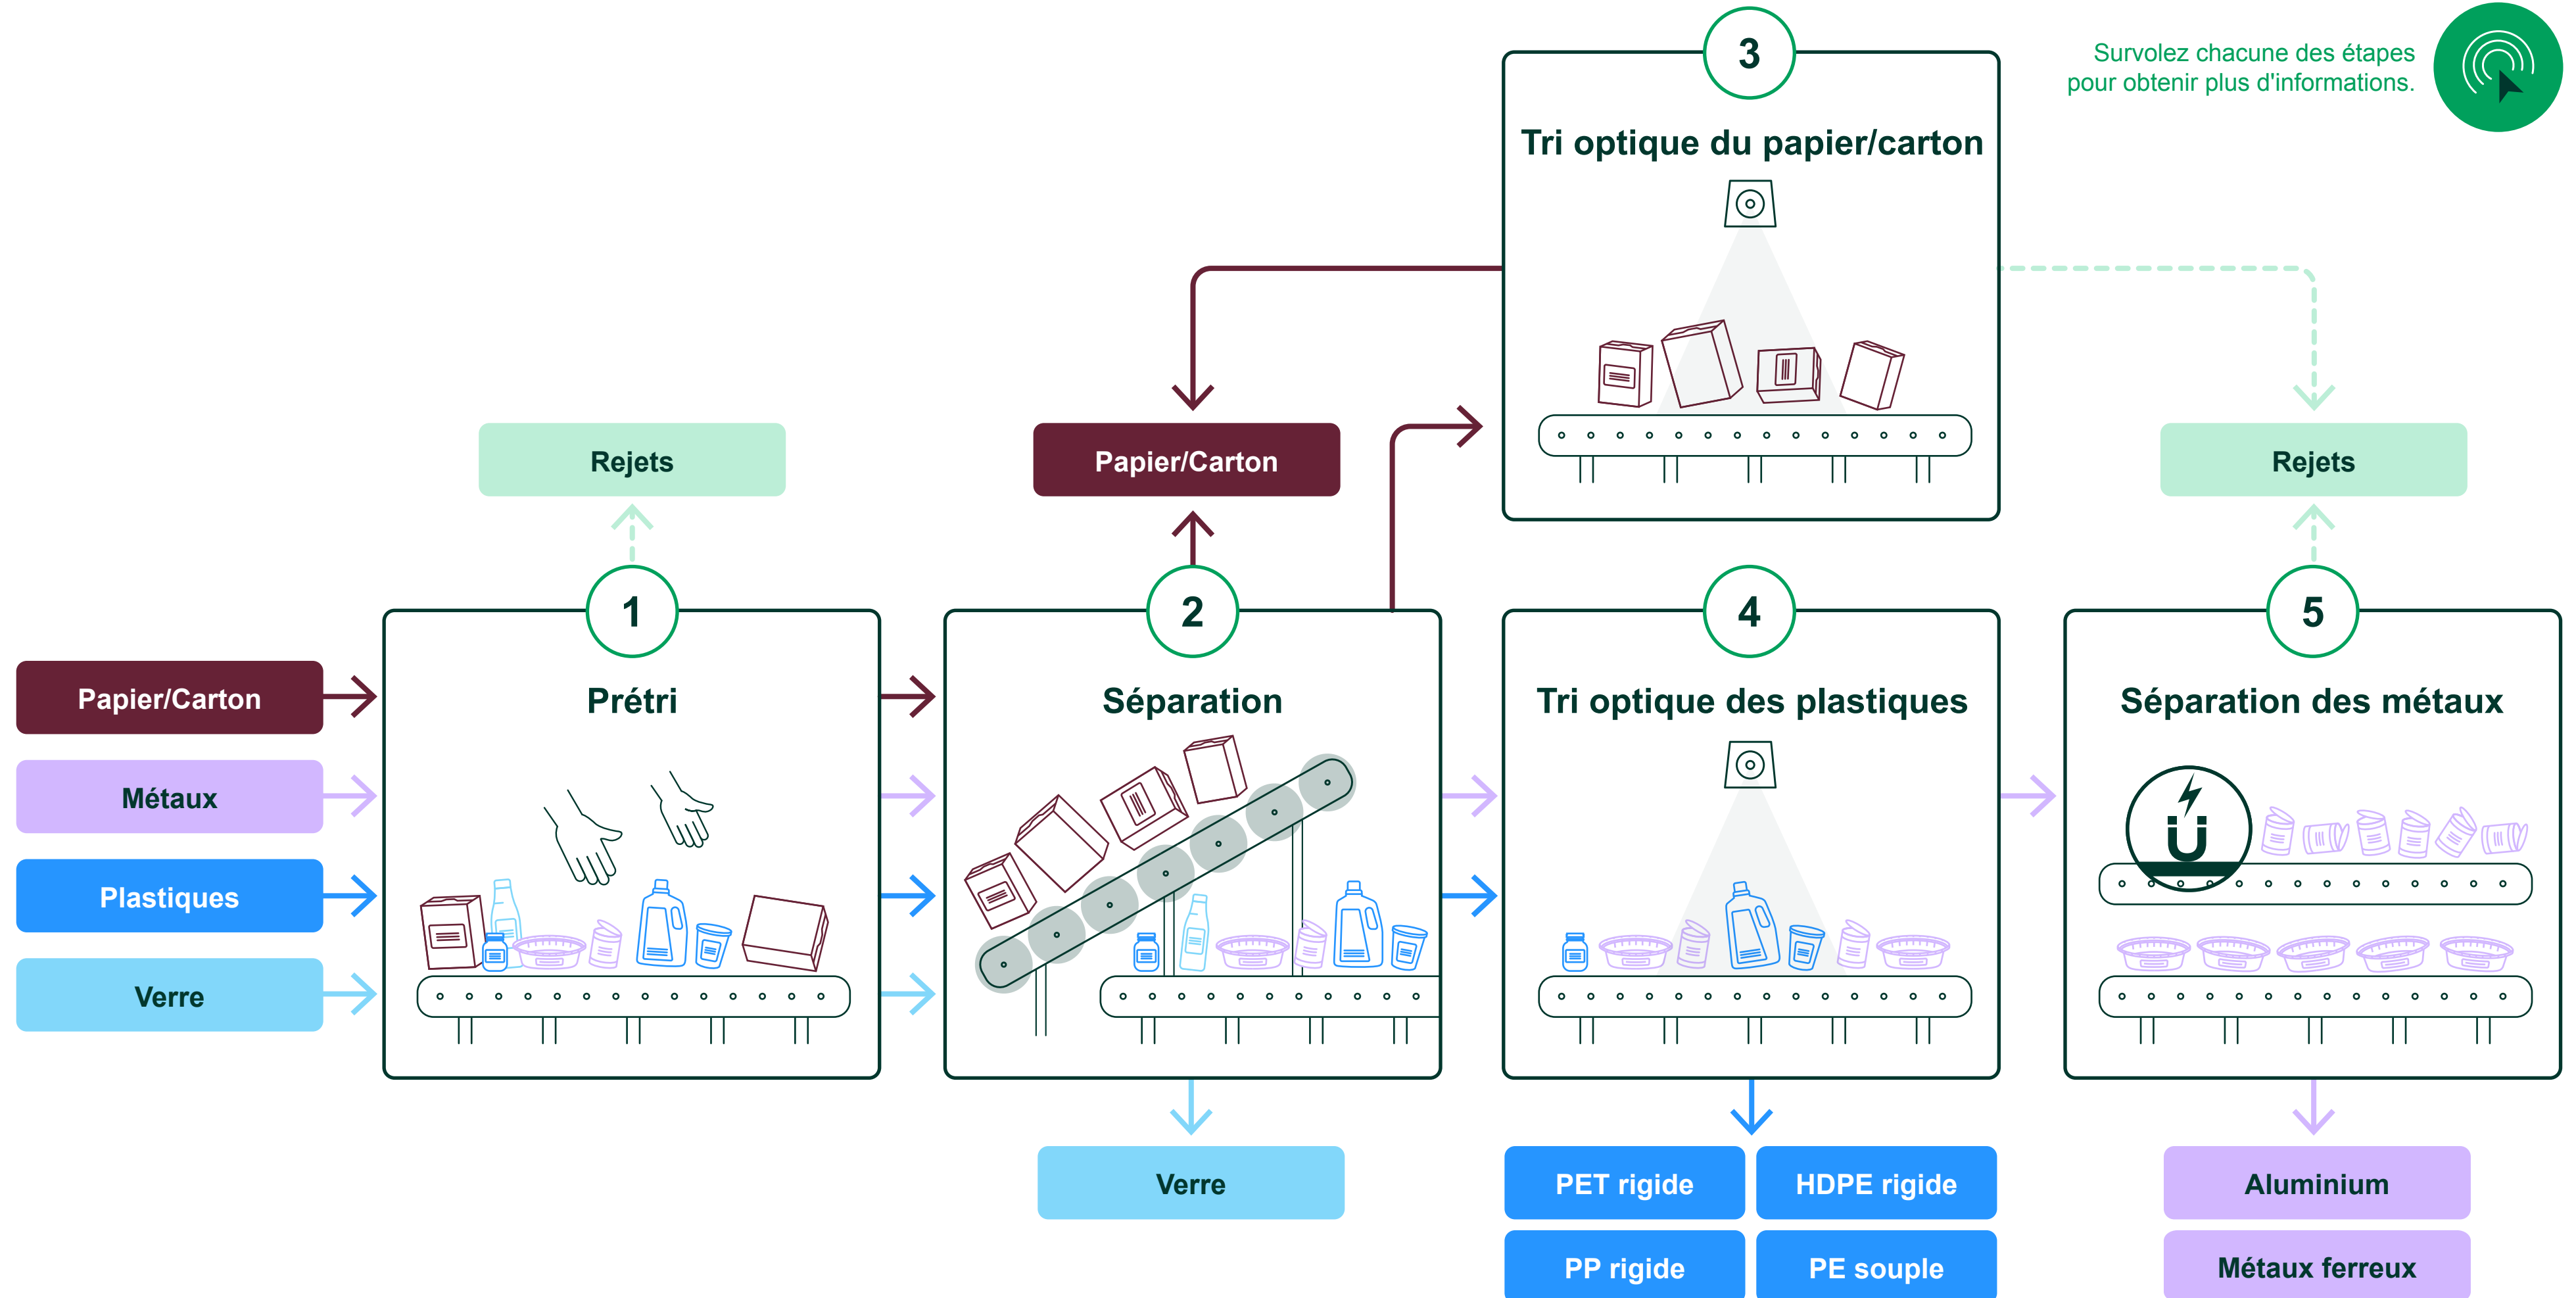 Survolez chacune des étapes
pour obtenir plus d'informations.
3
Tri optique du papier/carton
Rejets
Papier/Carton
Rejets
1
2
4
5
Papier/Carton
Métaux
Plastiques
Verre
Prétri
Séparation
Tri optique des plastiques
Séparation des métaux
Verre
PET rigide
HDPE rigide
Aluminium
PP rigide
PE souple
Métaux ferreux